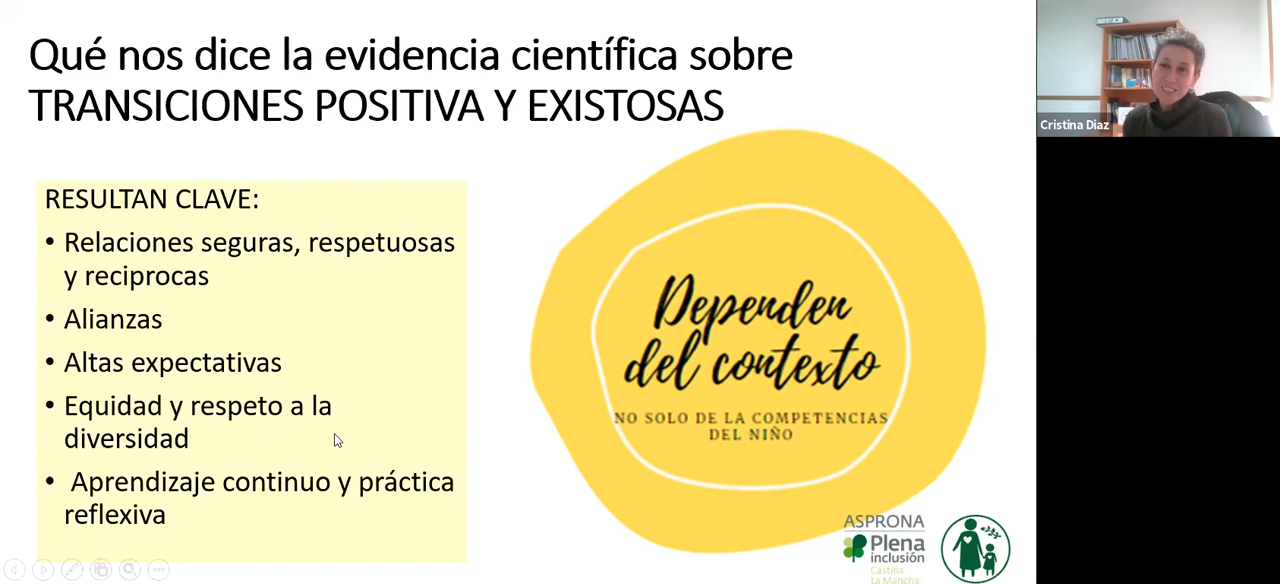 Qué nos dice la evidencia científica sobre
TRANSICIONES POSITIVA Y EXISTOSAS
RESULTAN CLAVE:
• Relaciones seguras, respetuosas
y reciprocas
• Alianzas
• Altas expectativas
• Equidad y respeto a la
diversidad
• Aprendizaje continuo y práctica
reflexiva
Dependen
del contexto
NO SOLO DE LA COMPETENCIAS
DEL NIÑO
ASPRONA
Plena
inclusión
Castilla
La Mancha
Cristina Diaz